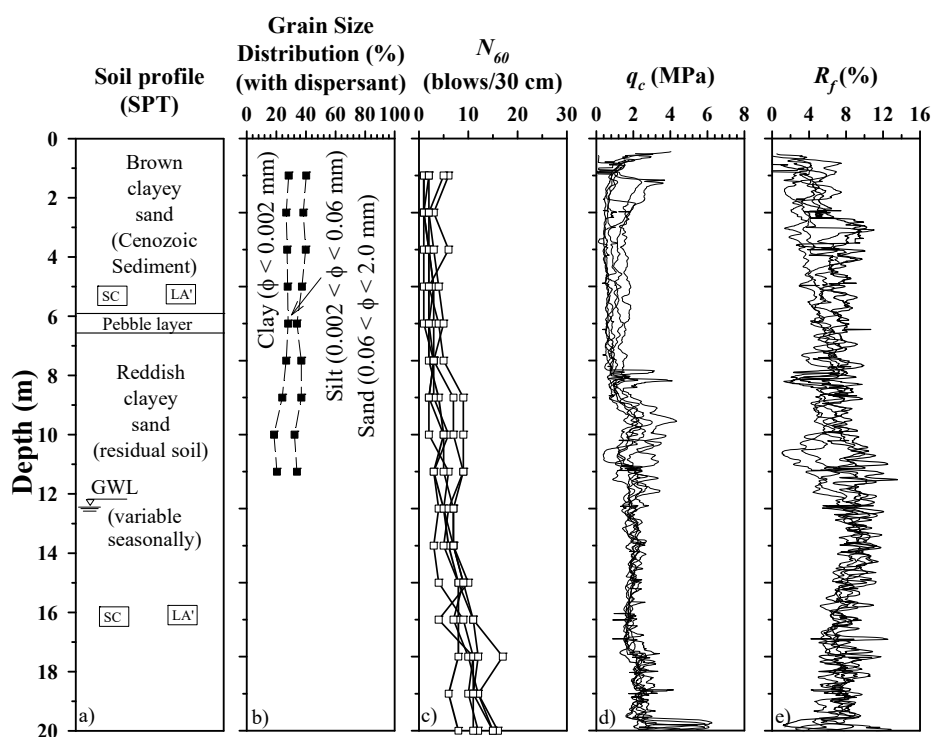 Soil profile
(SPT)
Grain Size
Distribution (%)
(with dispersant)
N60
(blows/30 cm)
qc (MPa)
Rf (%)
0 20 40 60 80 100
0 10 20 30
0 2 4 6 8
0 4 8 12 16
Depth (m)
0
2
4
6
8
10
12
14
16
18
20
Brown
clayey
sand
(Cenozoic
Sediment)
SC LA'
Pebble layer
Reddish
clayey
sand
(residual soil)
GWL
(variable
seasonally)
SC LA'
a)
Clay (ϕ < 0.002 mm)
Silt (0.002 < ϕ < 0.06 mm)
Sand (0.06 < ϕ < 2.0 mm)
b)
c)
d)
e)